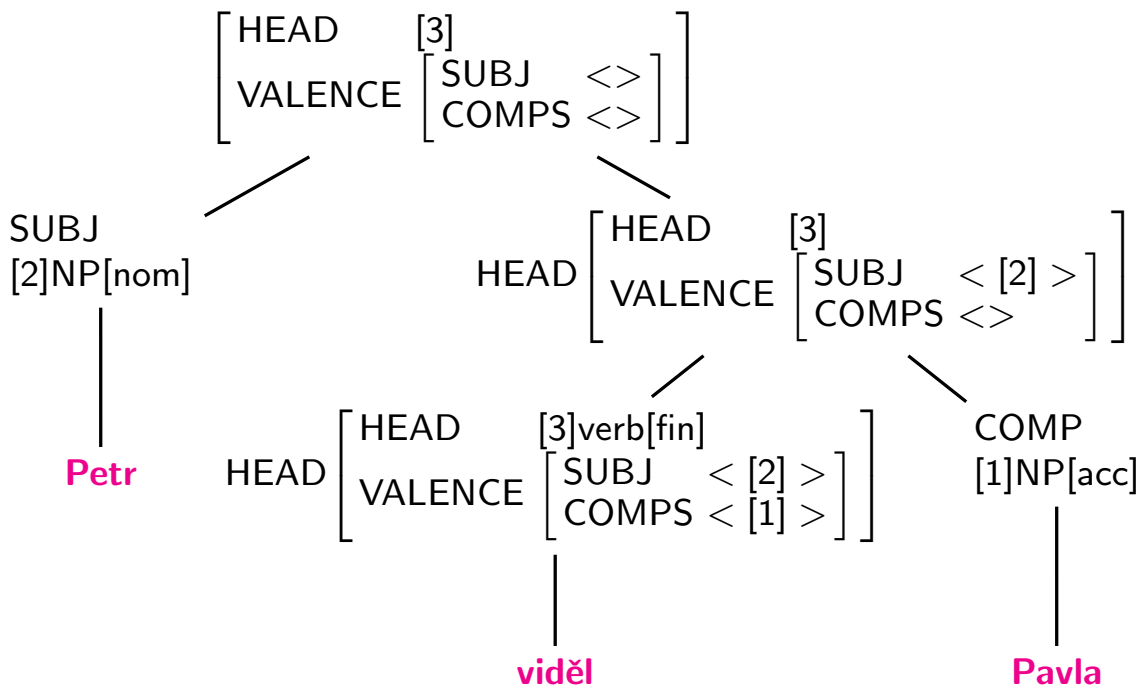 HEAD [3]
VALENCE [SUBJ <>
COMPS <>]
SUBJ
[2]NP[nom]
HEAD [HEAD [3]
VALENCE [SUBJ < [2] >
COMPS <>]]
Petr
HEAD [HEAD [3]verb[fin]
VALENCE [SUBJ < [2] >
COMPS < [1] >]]
COMP
[1]NP[acc]
viděl
Pavla